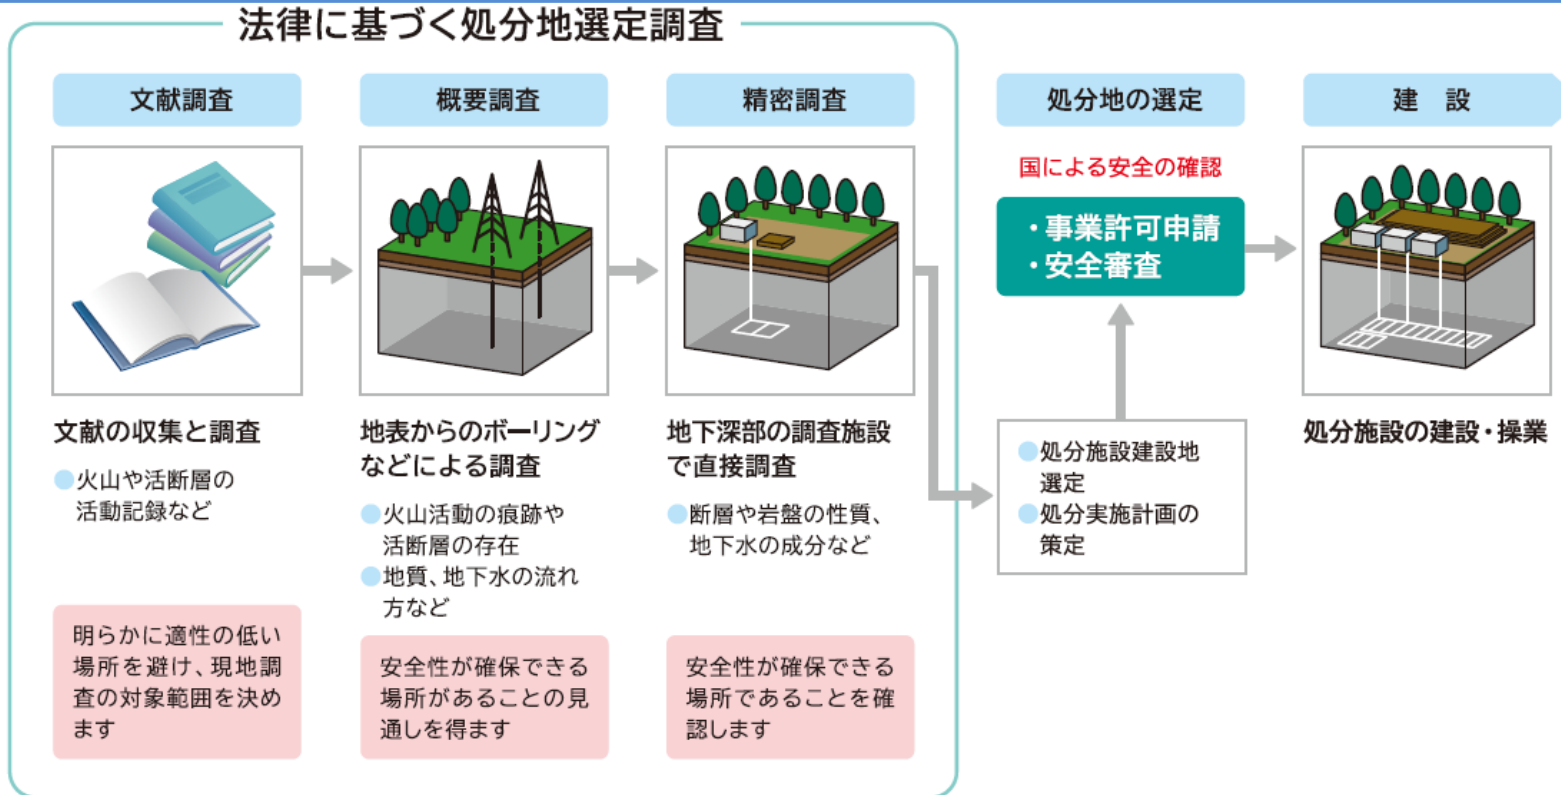 法律に基づく処分地選定調査
文献調査
文献の収集と調査
●火山や活断層の
活動記録など
明らかに適性の低い
場所を避け、現地調
査の対象範囲を決め
ます
概要調査
地表からのボーリング
などによる調査
●火山活動の痕跡や
活断層の存在
●地質、地下水の流れ
方など
安全性が確保できる
場所があることの見
通しを得ます
精密調査
地下深部の調査施設
で直接調査
●断層や岩盤の性質、
地下水の成分など
安全性が確保できる
場所であることを確
認します
処分地の選定
国による安全の確認
・事業許可申請
・安全審査
●処分施設建設地
選定
●処分実施計画の
策定
建　設
処分施設の建設・操業